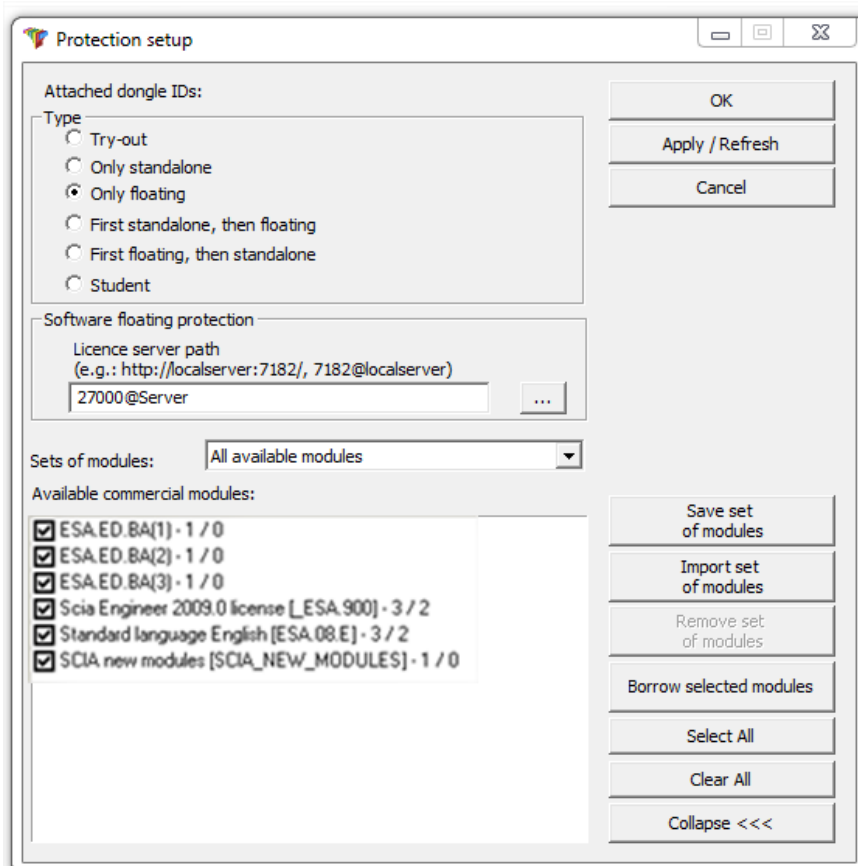 Protection setup
Attached dongle IDs:
Type
Try-out
Only standalone
Only floating
First standalone, then floating
First floating, then standalone
Student
Software floating protection
Licence server path
(e.g.: http://localserver:7182/, 7182@localserver)
27000@Server
...
Sets of modules:
All available modules
Available commercial modules:
ESA.ED.BA(1) - 1 / 0
ESA.ED.BA(2) - 1 / 0
ESA.ED.BA(3) - 1 / 0
Scia Engineer 2009.0 license [_ESA.900] - 3 / 2
Standard language English [ESA.08.E] - 3 / 2
SCIA new modules [SCIA_NEW_MODULES] - 1 / 0
OK
Apply / Refresh
Cancel
Save set
of modules
Import set
of modules
Remove set
of modules
Borrow selected modules
Select All
Clear All
Collapse <<<